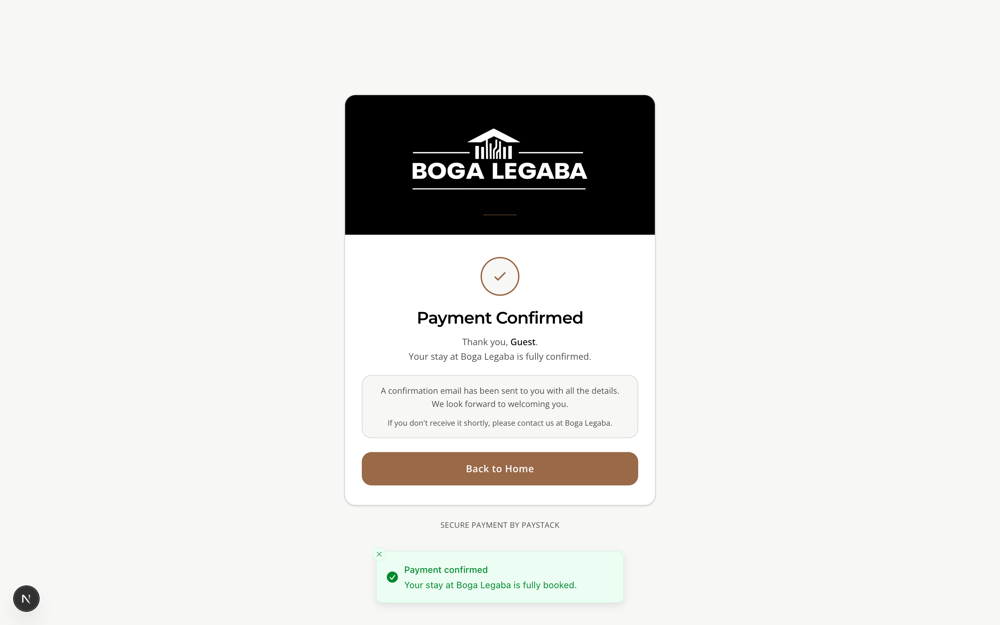 BOGA LEGABA
Payment Confirmed
Thank you, Guest.
Your stay at Boga Legaba is fully confirmed.
A confirmation email has been sent to you with all the details.
We look forward to welcoming you.
If you don't receive it shortly, please contact us at Boga Legaba.
Back to Home
SECURE PAYMENT BY PAYSTACK
Payment confirmed
Your stay at Boga Legaba is fully booked.
N